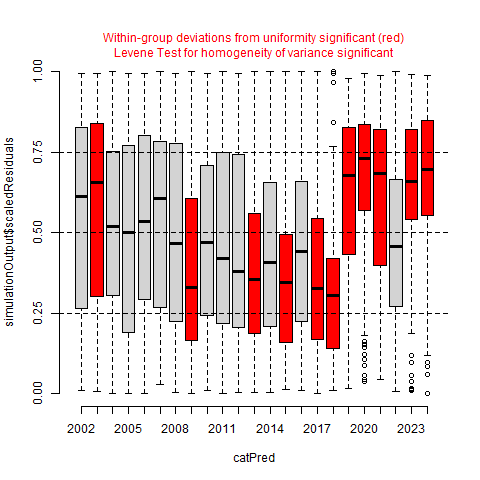 Within-group deviations from uniformity significant (red)
Levene Test for homogeneity of variance significant
simulationOutput$scaledResiduals
1.00
0.75
0.50
0.25
0.00
2002 2005 2008 2011 2014 2017 2020 2023
catPred